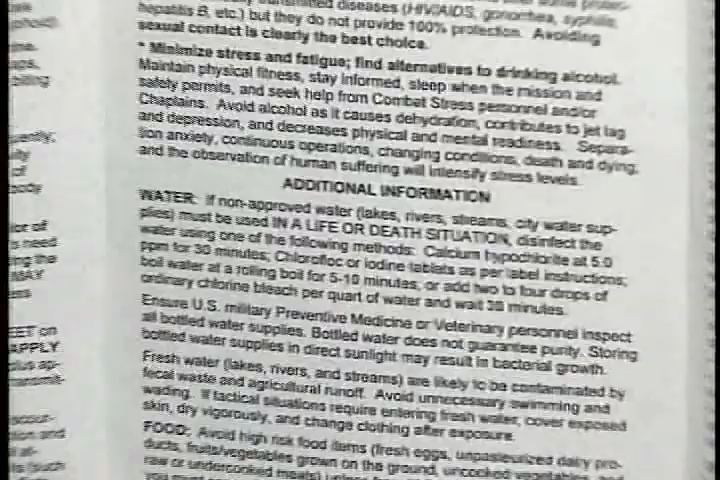 transmitted diseases (HIV/AIDS, gonorrhea, syphilis,
hepatitis B, etc.) but they do not provide 100% protection. Avoiding
sexual contact is clearly the best choice.
* Minimize stress and fatigue; find alternatives to drinking alcohol.
Maintain physical fitness, stay informed, sleep when the mission and
safety permits, and seek help from Combat Stress personnel and/or
Chaplains. Avoid alcohol as it causes dehydration, contributes to jet lag
and depression, and decreases physical and mental readiness. Separa-
tion anxiety, continuous operations, changing conditions, death and dying,
and the observation of human suffering will intensify stress levels.
ADDITIONAL INFORMATION
WATER: If non-approved water (lakes, rivers, streams, city water sup-
plies) must be used IN A LIFE OR DEATH SITUATION, disinfect the
water using one of the following methods: Calcium hypochlorite at 5.0
ppm for 30 minutes; Chlorofloc or iodine tablets as per label instructions;
boil water at a rolling boil for 5-10 minutes; or add two to four drops of
ordinary chlorine bleach per quart of water and wait 30 minutes.
Ensure U.S. military Preventive Medicine or Veterinary personnel inspect
all bottled water supplies. Bottled water does not guarantee purity. Storing
bottled water supplies in direct sunlight may result in bacterial growth.
Fresh water (lakes, rivers, and streams) are likely to be contaminated by
fecal waste and agricultural runoff. Avoid unnecessary swimming and
wading. If tactical situations require entering fresh water, cover exposed
skin, dry vigorously, and change clothing after exposure.
FOOD: Avoid high risk food items (fresh eggs, unpasteurized dairy pro-
ducts, fruits/vegetables grown on the ground, uncooked vegetables, and
raw or undercooked meats)